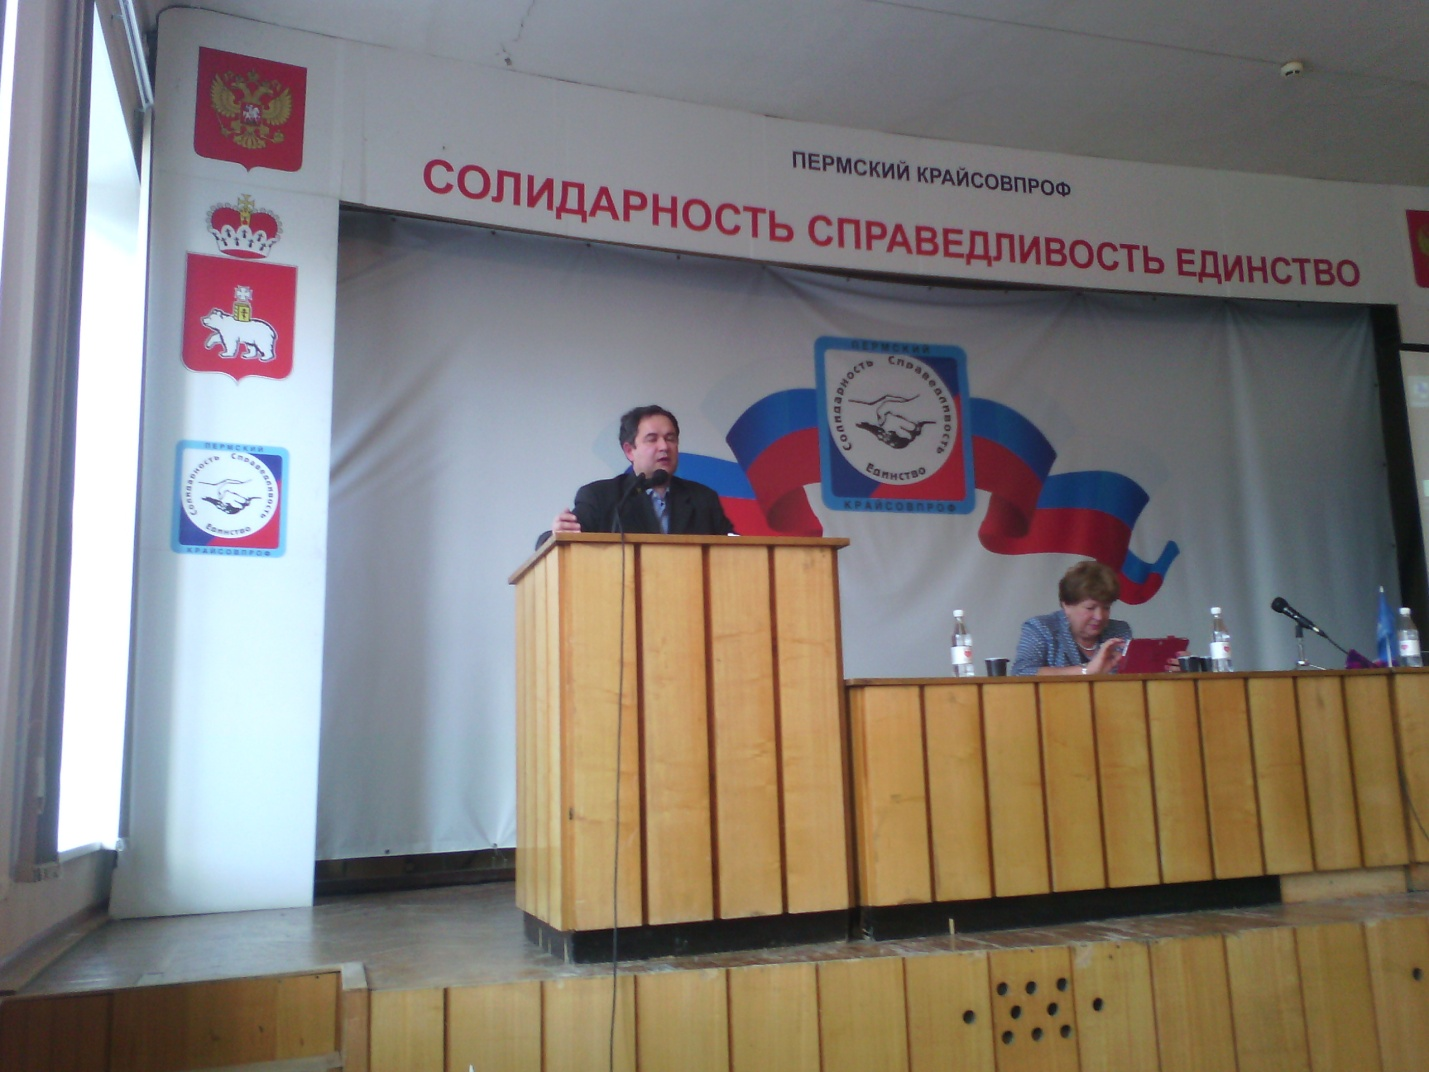 ПЕРМСКИЙ КРАЙСОВПРОФ
СОЛИДАРНОСТЬ СПРАВЕДЛИВОСТЬ ЕДИНСТВО
ПЕРМСКИЙ
Солидарность Справедливость
Единство
КРАЙСОВПРОФ
ПЕРМСКИЙ
Солидарность Справедливость
Единство
КРАЙСОВПРОФ